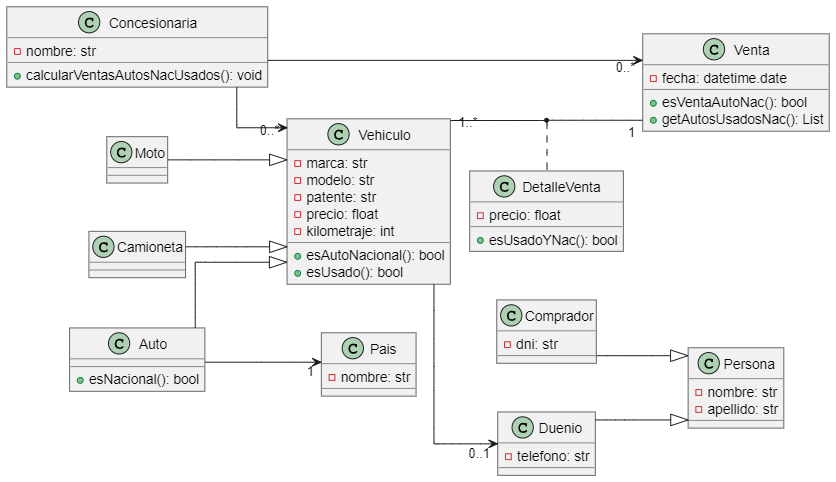 C Concesionaria
nombre: str
calcularVentasAutosNacUsados(): void
0..*
C Venta
fecha: datetime.date
esVentaAutoNac(): bool
getAutosUsadosNac(): List
0..*
C Vehiculo
marca: str
modelo: str
patente: str
precio: float
kilometraje: int
esAutoNacional(): bool
esUsado(): bool
1..*
1
C Moto
C DetalleVenta
precio: float
esUsadoYNac(): bool
C Camioneta
C Auto
esNacional(): bool
1
C Pais
nombre: str
C Comprador
dni: str
C Persona
nombre: str
apellido: str
C Duenio
telefono: str
0..1